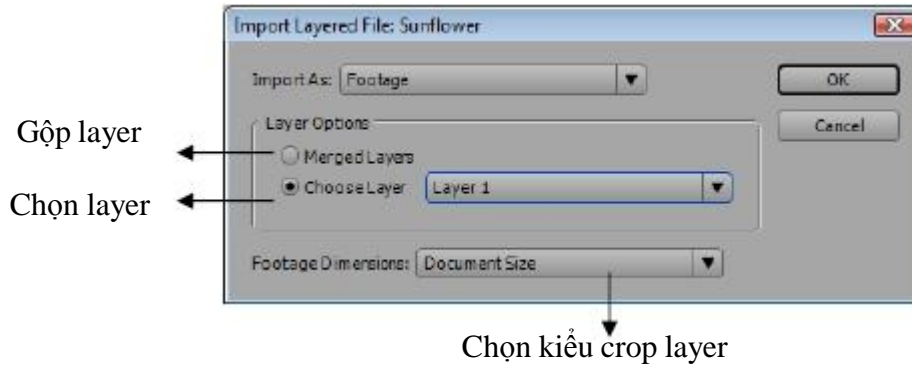 Import Layered File: Sunflower
Import As: Footage
OK
Layer Options
Cancel
Gộp layer
Merged Layers
Chọn layer
Choose Layer Layer 1
Footage Dimensions: Document Size
Chọn kiểu crop layer